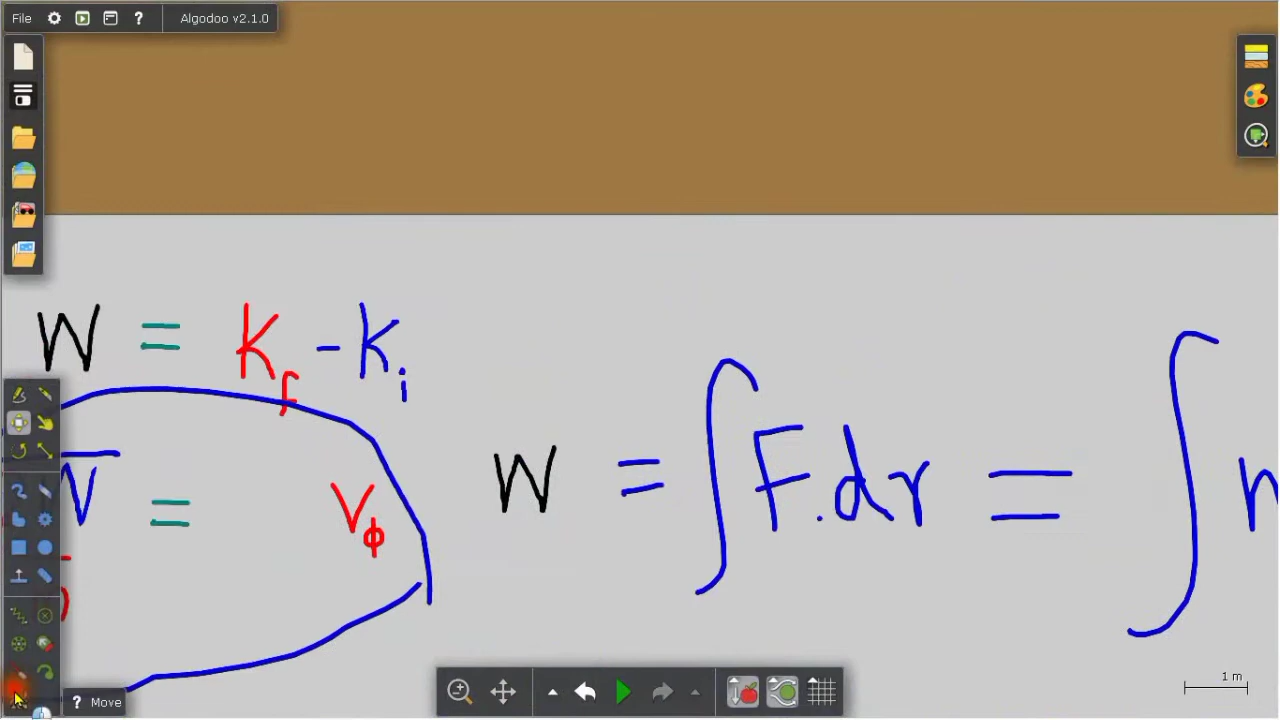 File ? Algodoo v2.1.0
W = K_f - K_i
W = ∫ F.dr = ∫
V = V_ϕ
1 m
? Move